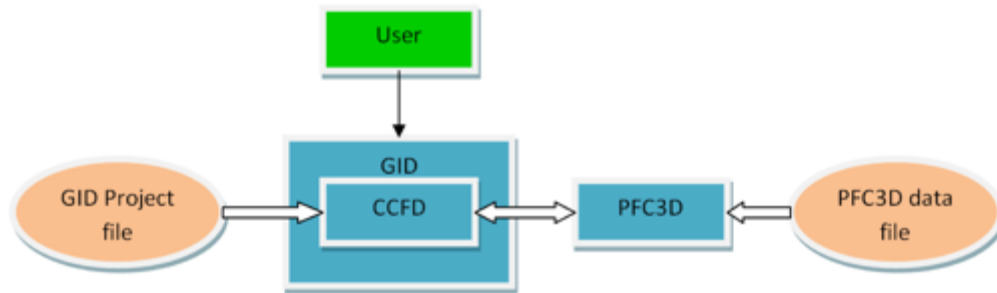 User
GID
GID Project
file
CCFD
PFC3D
PFC3D data
file